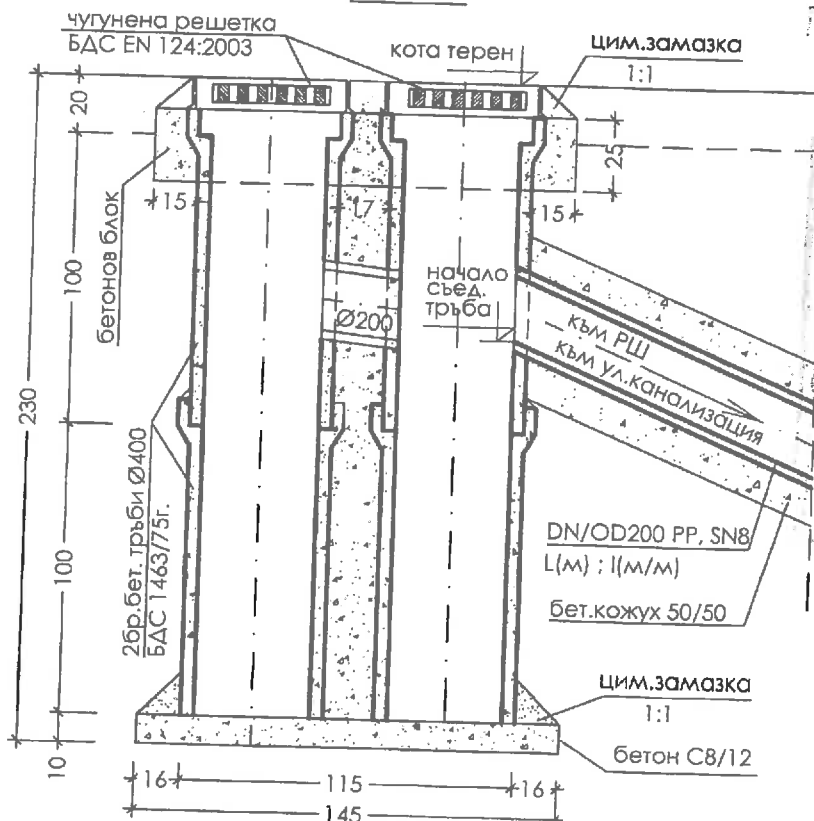 чугунена решетка
БДС EN 124:2003
кота терен
цим.замазка
1:1
20
25
15
17
15
бетонов блок
100
начало
съед.
тръба
Ø200
към РШ
към ул.канализация
230
2бр.бет. тръби Ø400
БДС 1463/75г.
100
DN/OD200 PP, SN8
L(м) ; I(м/м)
бет.кожух 50/50
цим.замазка
1:1
бетон С8/12
10
16
115
16
145